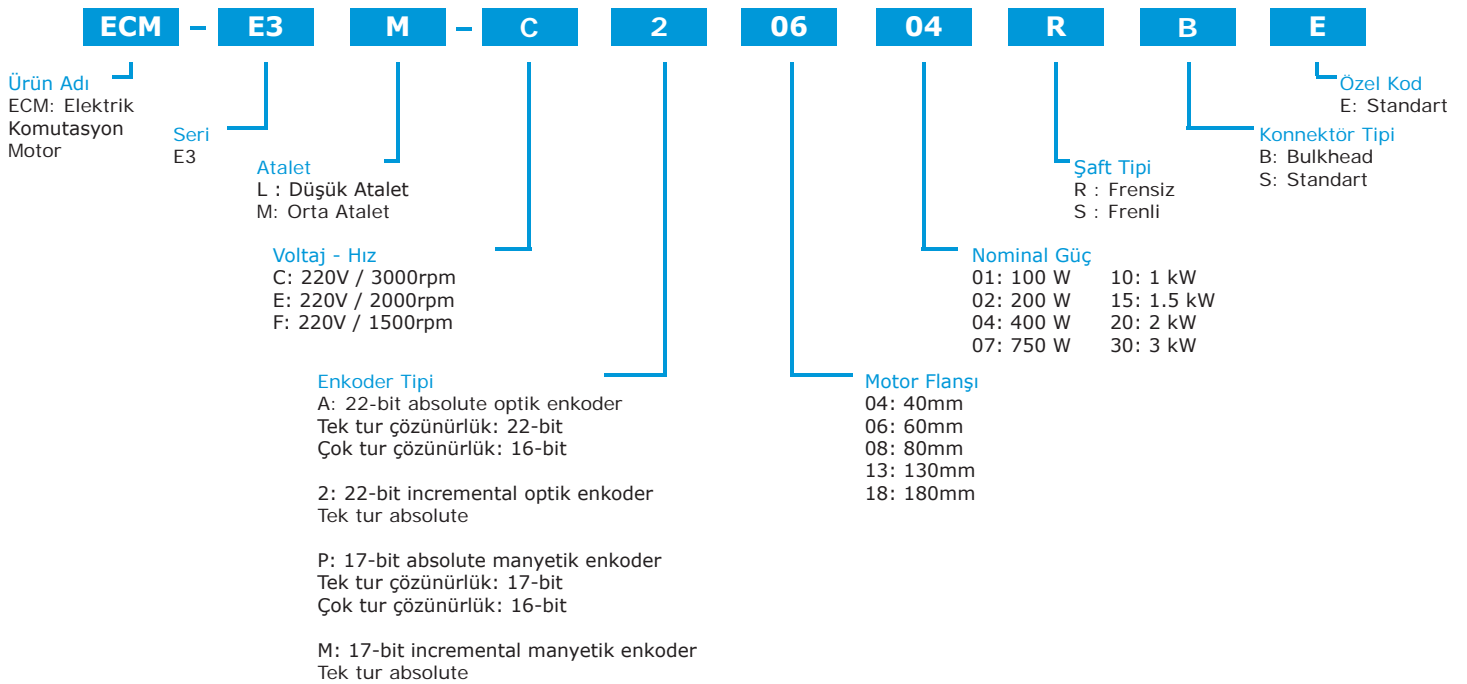 ECM – E3 M – C 2 06 04 R B E
Ürün Adı
ECM: Elektrik
Komutasyon
Motor
Seri
E3
Atalet
L : Düşük Atalet
M: Orta Atalet
Voltaj - Hız
C: 220V / 3000rpm
E: 220V / 2000rpm
F: 220V / 1500rpm
Enkoder Tipi
A: 22-bit absolute optik enkoder
Tek tur çözünürlük: 22-bit
Çok tur çözünürlük: 16-bit
2: 22-bit incremental optik enkoder
Tek tur absolute
P: 17-bit absolute manyetik enkoder
Tek tur çözünürlük: 17-bit
Çok tur çözünürlük: 16-bit
M: 17-bit incremental manyetik enkoder
Tek tur absolute
Motor Flanşı
04: 40mm
06: 60mm
08: 80mm
13: 130mm
18: 180mm
Nominal Güç
01: 100 W 10: 1 kW
02: 200 W 15: 1.5 kW
04: 400 W 20: 2 kW
07: 750 W 30: 3 kW
Şaft Tipi
R : Frensiz
S : Frenli
Konnektör Tipi
B: Bulkhead
S: Standart
Özel Kod
E: Standart